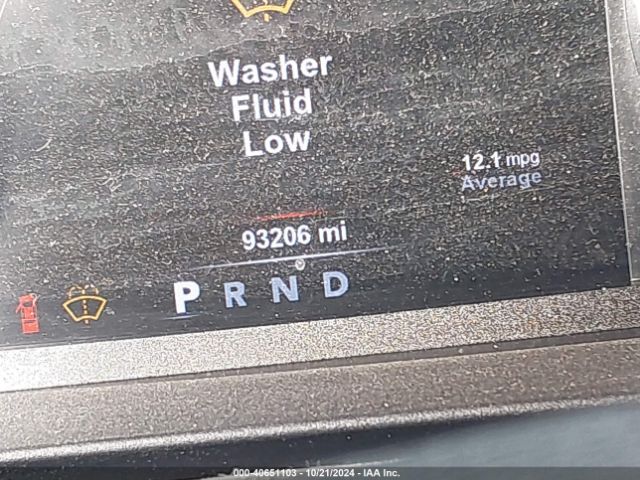 Washer
Fluid
Low
12.1 mpg
Average
93206 mi
P R N D
000-40651103 - 10/21/2024 - IAA Inc.